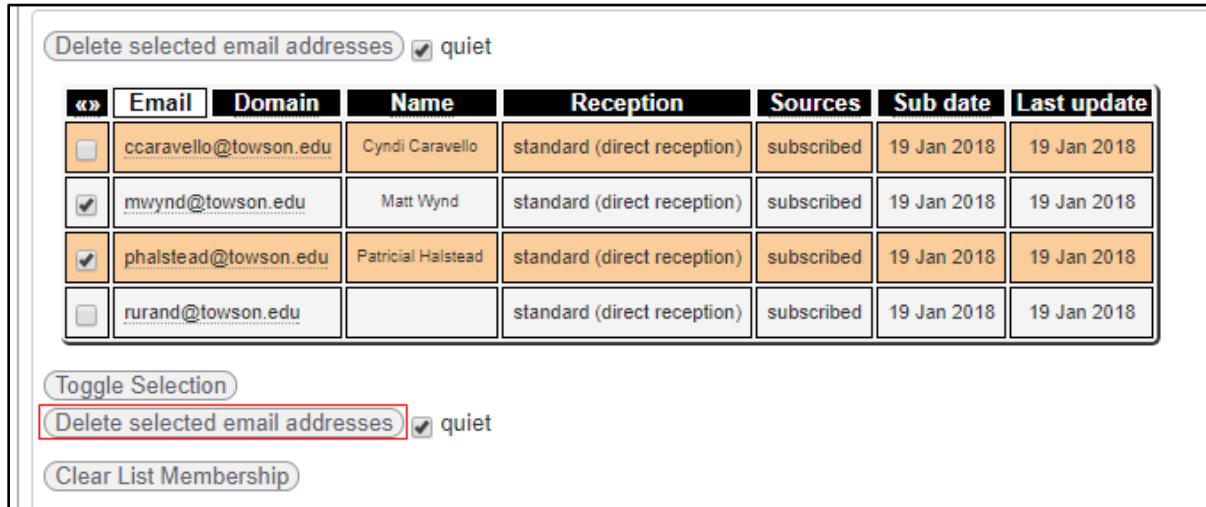 Delete selected email addresses quiet
«» Email Domain Name Reception Sources Sub date Last update
ccaravello@towson.edu Cyndi Caravello standard (direct reception) subscribed 19 Jan 2018 19 Jan 2018
mwynd@towson.edu Matt Wynd standard (direct reception) subscribed 19 Jan 2018 19 Jan 2018
phalstead@towson.edu Patricial Halstead standard (direct reception) subscribed 19 Jan 2018 19 Jan 2018
rurand@towson.edu standard (direct reception) subscribed 19 Jan 2018 19 Jan 2018
Toggle Selection
Delete selected email addresses quiet
Clear List Membership